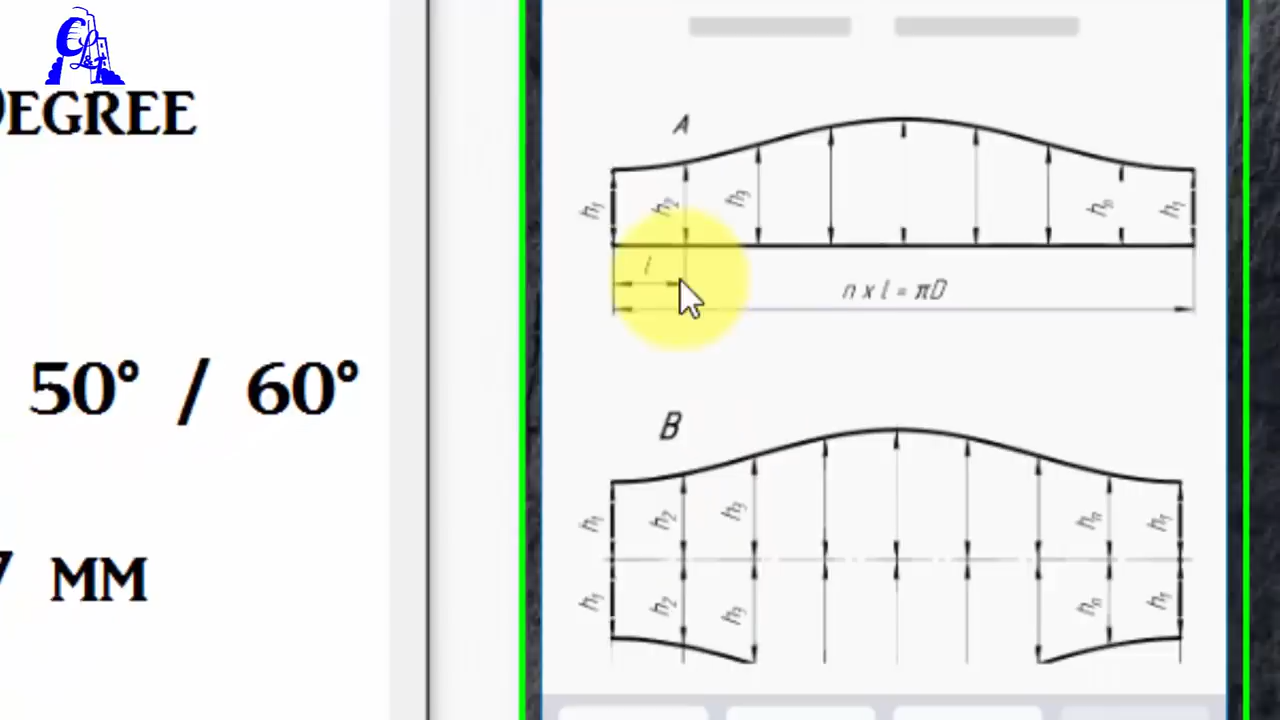 DEGREE
50° / 60°
7 MM
A
h₁ h₂ h₃ hₙ h₁
l
n x l = πD
B
h₁ h₂ h₃ hₙ h₁
h₁ h₂ h₃ hₙ h₁